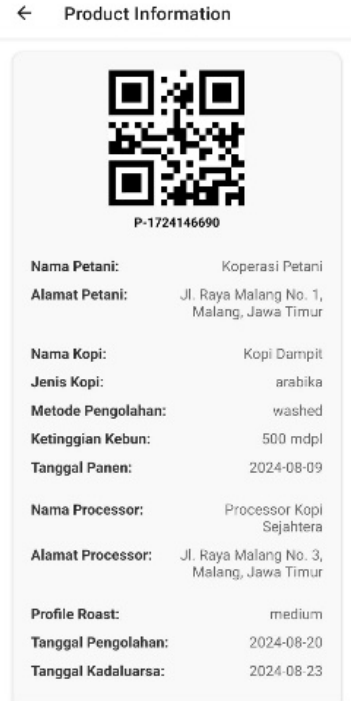 Product Information
P-1724146690
Nama Petani: Koperasi Petani
Alamat Petani: Jl. Raya Malang No. 1,
Malang, Jawa Timur
Nama Kopi: Kopi Dampit
Jenis Kopi: arabika
Metode Pengolahan: washed
Ketinggian Kebun: 500 mdpl
Tanggal Panen: 2024-08-09
Nama Processor: Processor Kopi
Sejahtera
Alamat Processor: Jl. Raya Malang No. 3,
Malang, Jawa Timur
Profile Roast: medium
Tanggal Pengolahan: 2024-08-20
Tanggal Kadaluarsa: 2024-08-23